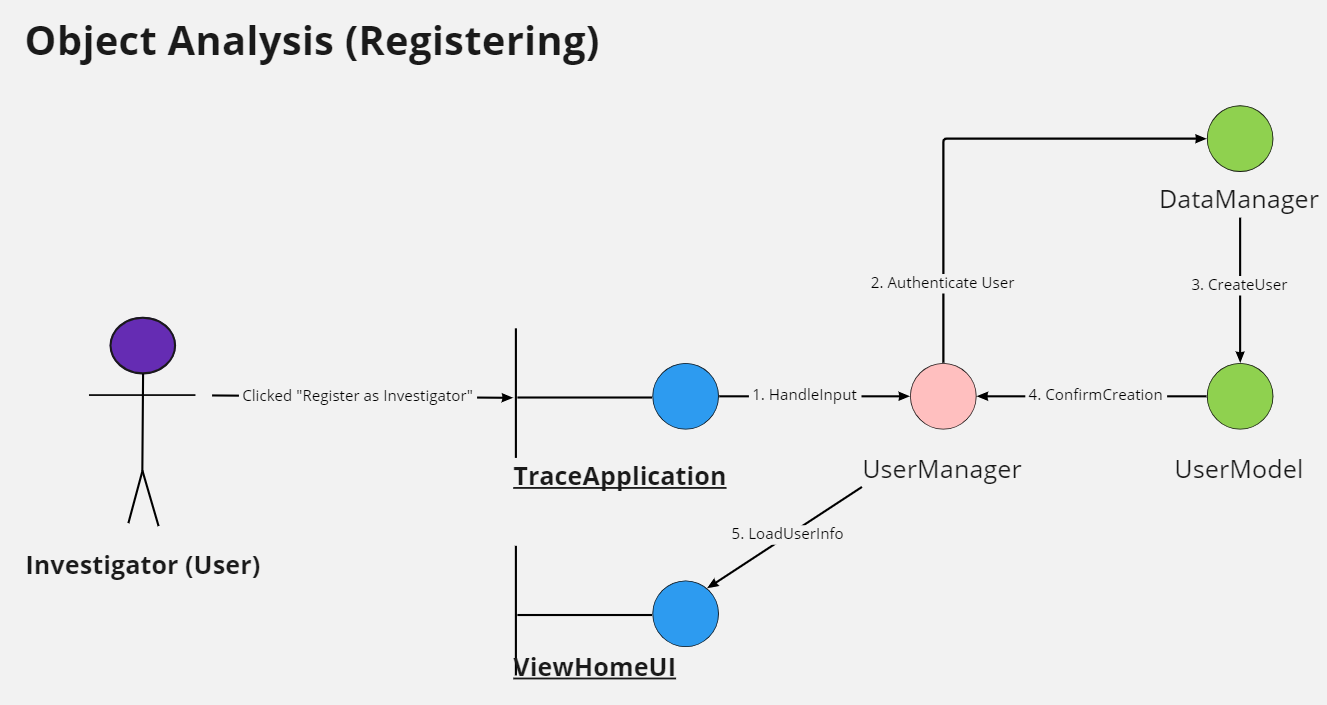 Object Analysis (Registering)
DataManager
2. Authenticate User
3. CreateUser
Clicked "Register as Investigator"
1. HandleInput
4. ConfirmCreation
TraceApplication
UserManager
UserModel
5. LoadUserInfo
Investigator (User)
ViewHomeUI